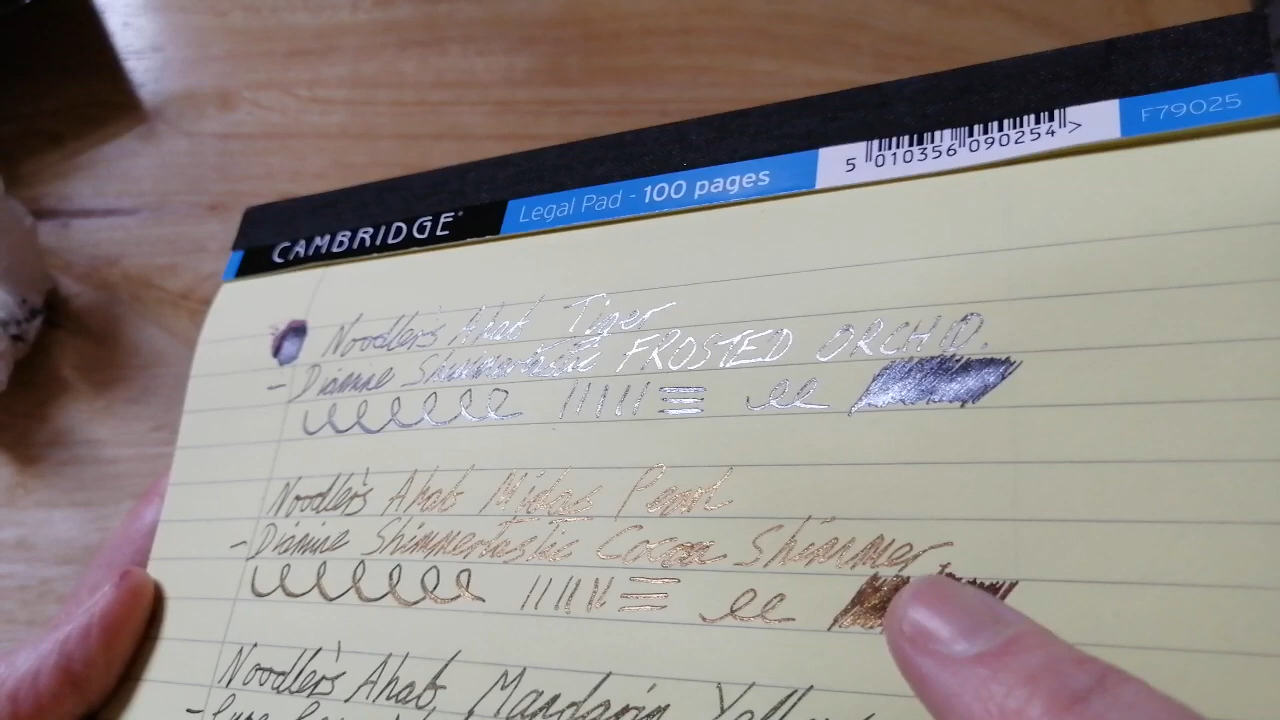 CAMBRIDGE Legal Pad - 100 pages 5 010356 090254 > F79025
Noodler's Ahab Tiger
- Diamine Shimmertastic FROSTED ORCHID.
Noodler's Ahab Midas Pearl
- Diamine Shimmertastic Cocoa Shimmer
Noodler's Ahab, Mandarin